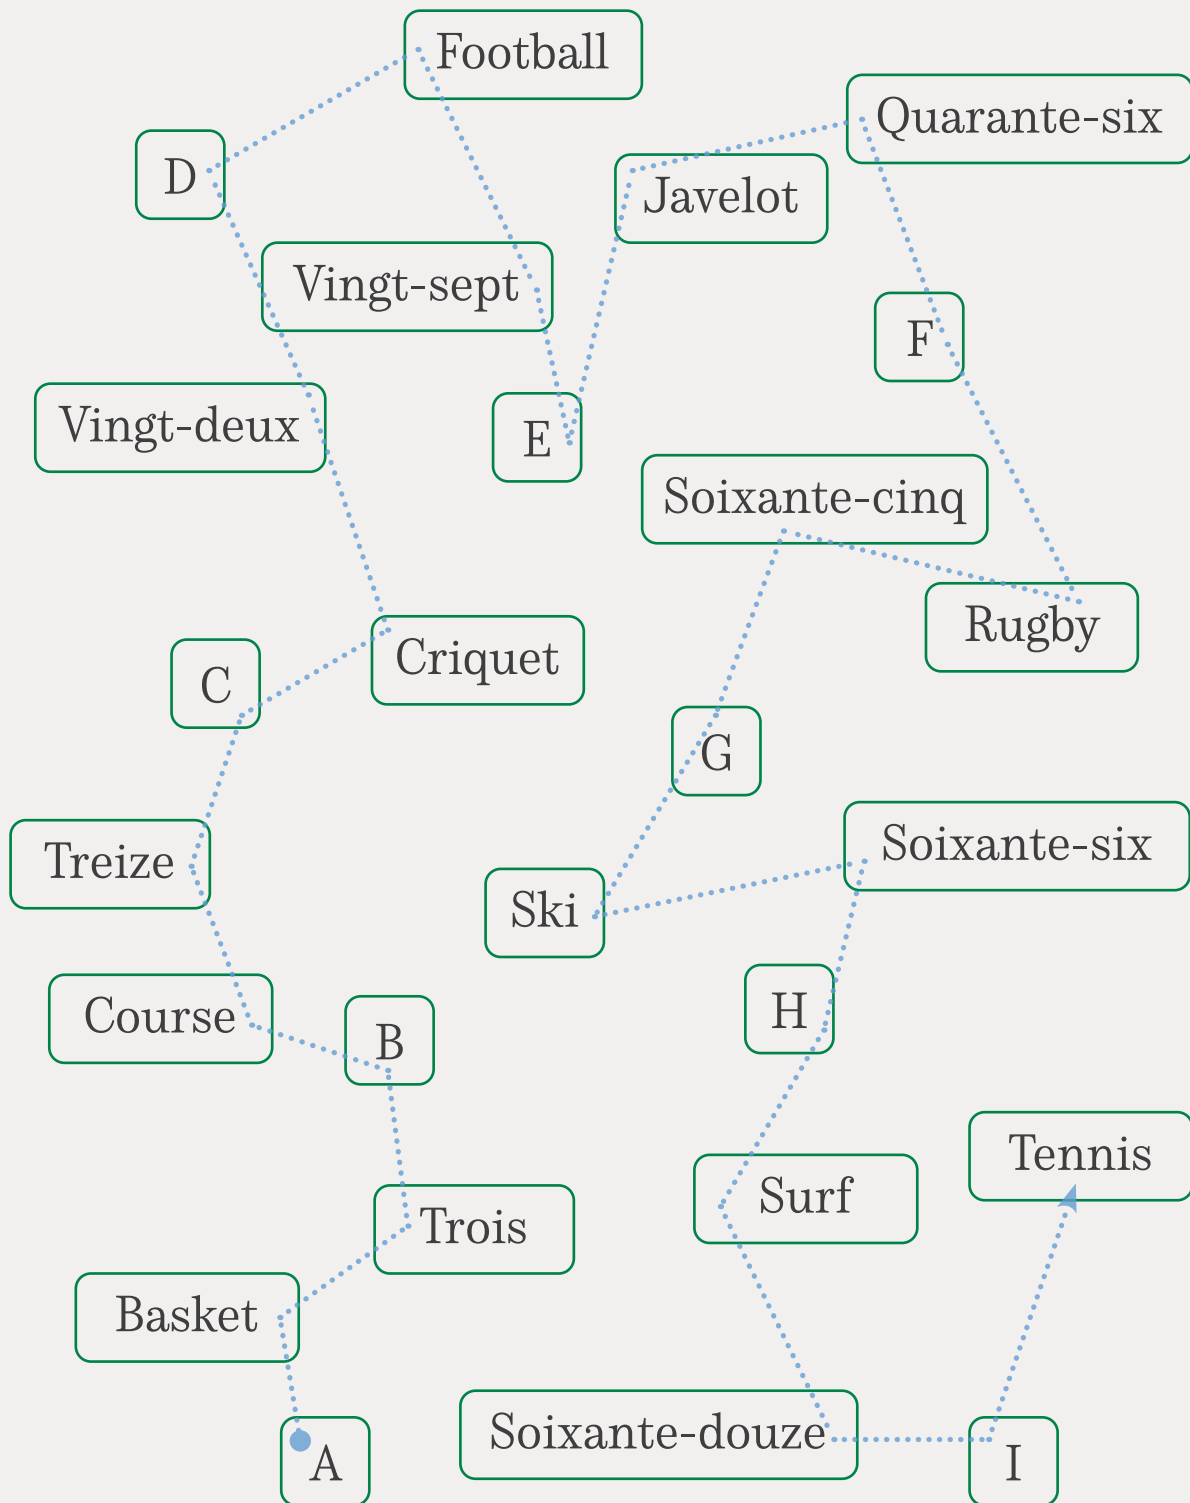 Football
Quarante-six
D
Javelot
Vingt-sept
F
Vingt-deux
E
Soixante-cinq
Rugby
Criquet
C
G
Soixante-six
Treize
Ski
Course
H
B
Tennis
Surf
Trois
Basket
Soixante-douze
A
I